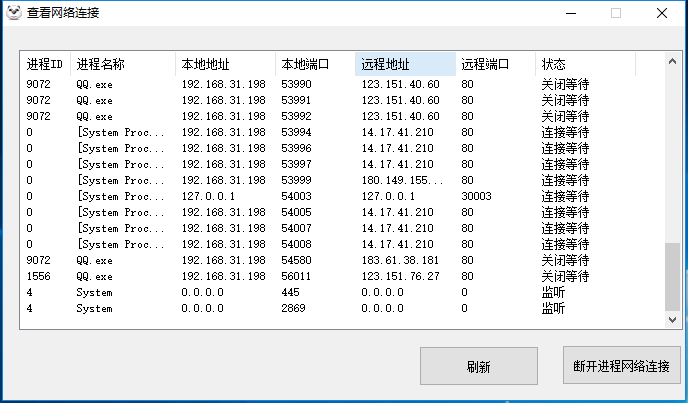 查看网络连接
进程ID 进程名称 本地地址 本地端口 远程地址 远程端口 状态
9072 QQ.exe 192.168.31.198 53990 123.151.40.60 80 关闭等待
9072 QQ.exe 192.168.31.198 53991 123.151.40.60 80 关闭等待
9072 QQ.exe 192.168.31.198 53992 123.151.40.60 80 关闭等待
0 [System Proc... 192.168.31.198 53994 14.17.41.210 80 连接等待
0 [System Proc... 192.168.31.198 53996 14.17.41.210 80 连接等待
0 [System Proc... 192.168.31.198 53997 14.17.41.210 80 连接等待
0 [System Proc... 192.168.31.198 53999 180.149.155... 80 连接等待
0 [System Proc... 127.0.0.1 54003 127.0.0.1 30003 连接等待
0 [System Proc... 192.168.31.198 54005 14.17.41.210 80 连接等待
0 [System Proc... 192.168.31.198 54007 14.17.41.210 80 连接等待
0 [System Proc... 192.168.31.198 54008 14.17.41.210 80 连接等待
9072 QQ.exe 192.168.31.198 54580 183.61.38.181 80 关闭等待
1556 QQ.exe 192.168.31.198 56011 123.151.76.27 80 关闭等待
4 System 0.0.0.0 445 0.0.0.0 0 监听
4 System 0.0.0.0 2869 0.0.0.0 0 监听
刷新 断开进程网络连接